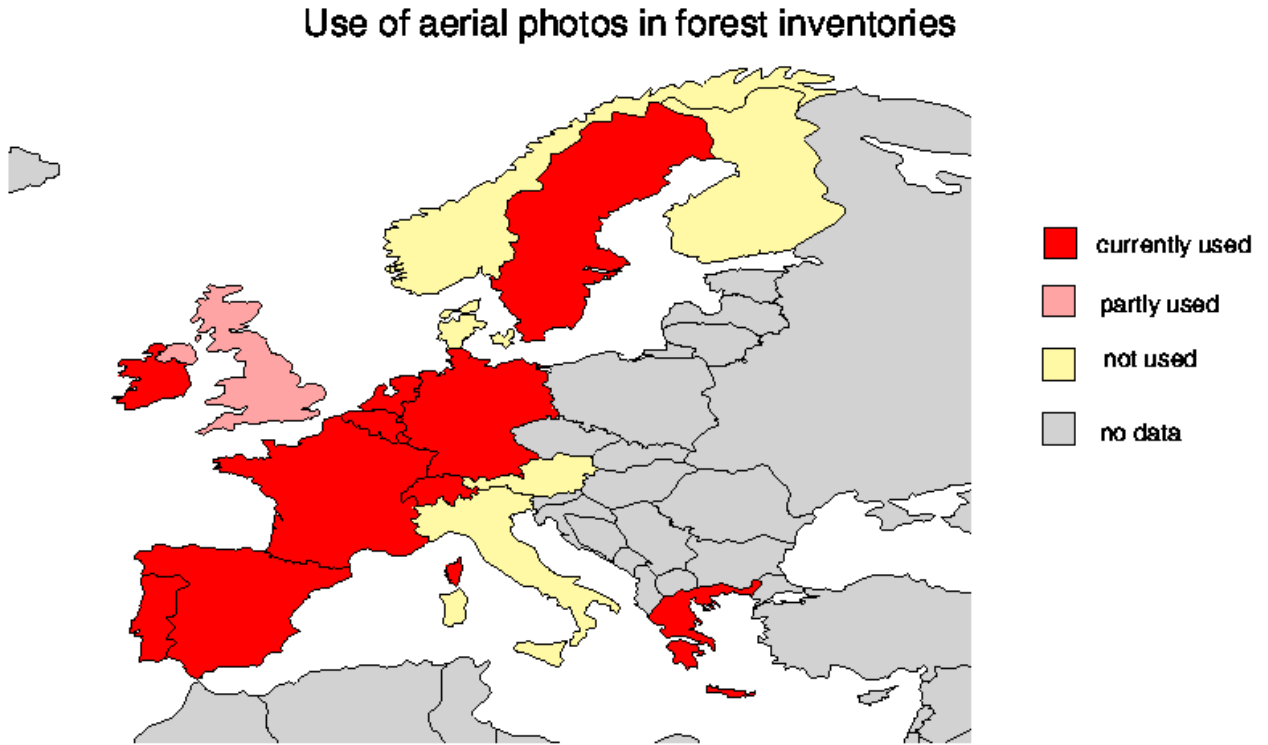 Use of aerial photos in forest inventories
currently used
partly used
not used
no data